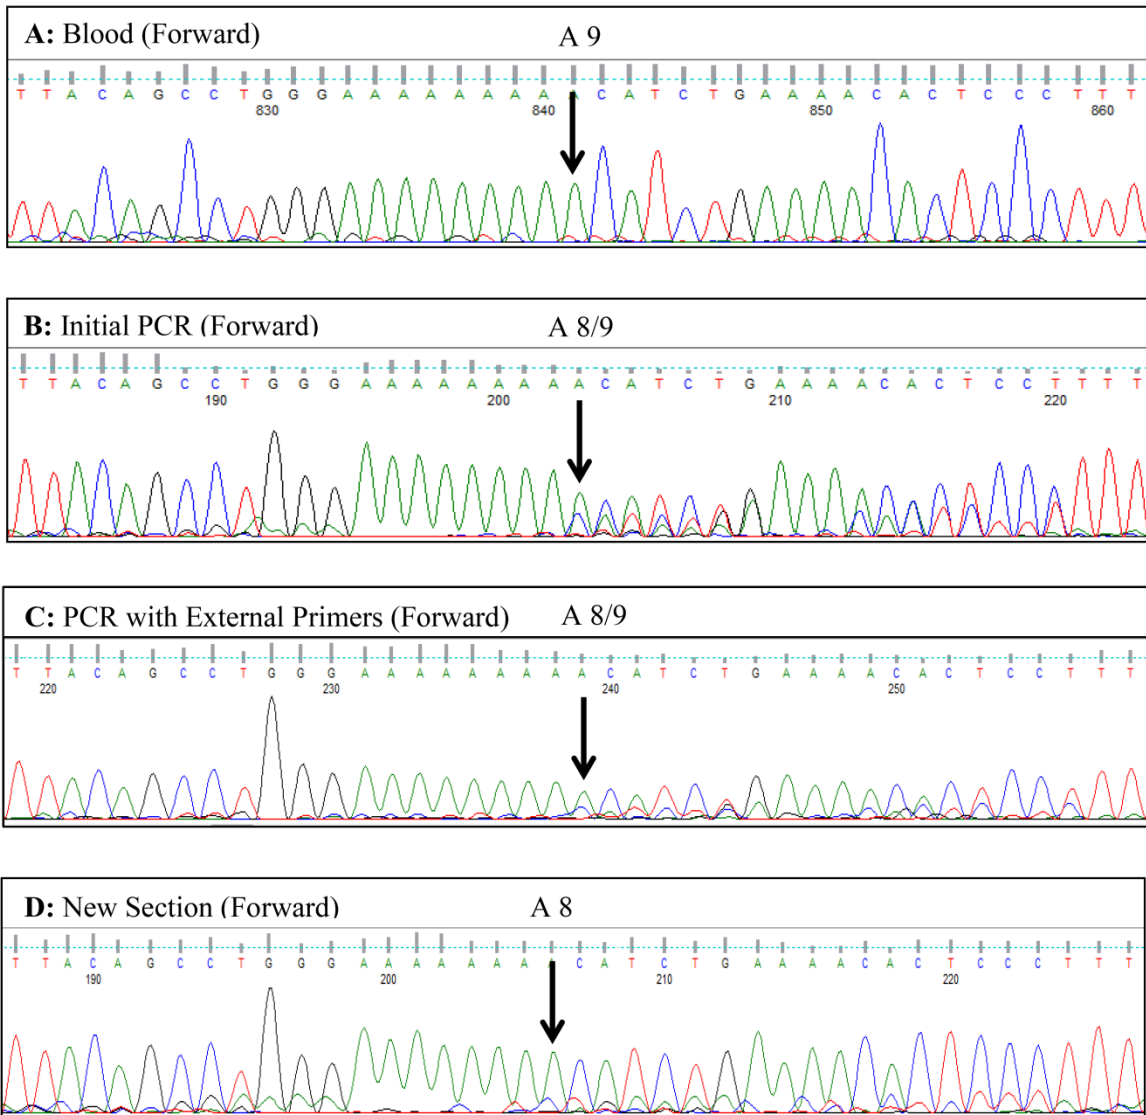 A: Blood (Forward) A 9
T T A C A G C C T G G G A A A A A A A A A C A T C T G A A A A C A C T C C C T T T
830 840 850 860
B: Initial PCR (Forward) A 8/9
T T A C A G C C T G G G A A A A A A A A A C A T C T G A A A A C A C T C C T T T T
190 200 210 220
C: PCR with External Primers (Forward) A 8/9
T T A C A G C C T G G G A A A A A A A A A C A T C T G A A A A C A C T C C T T T
220 230 240 250
D: New Section (Forward) A 8
T T A C A G C C T G G G A A A A A A A A C A T C T G A A A A C A C T C C C T T T
190 200 210 220